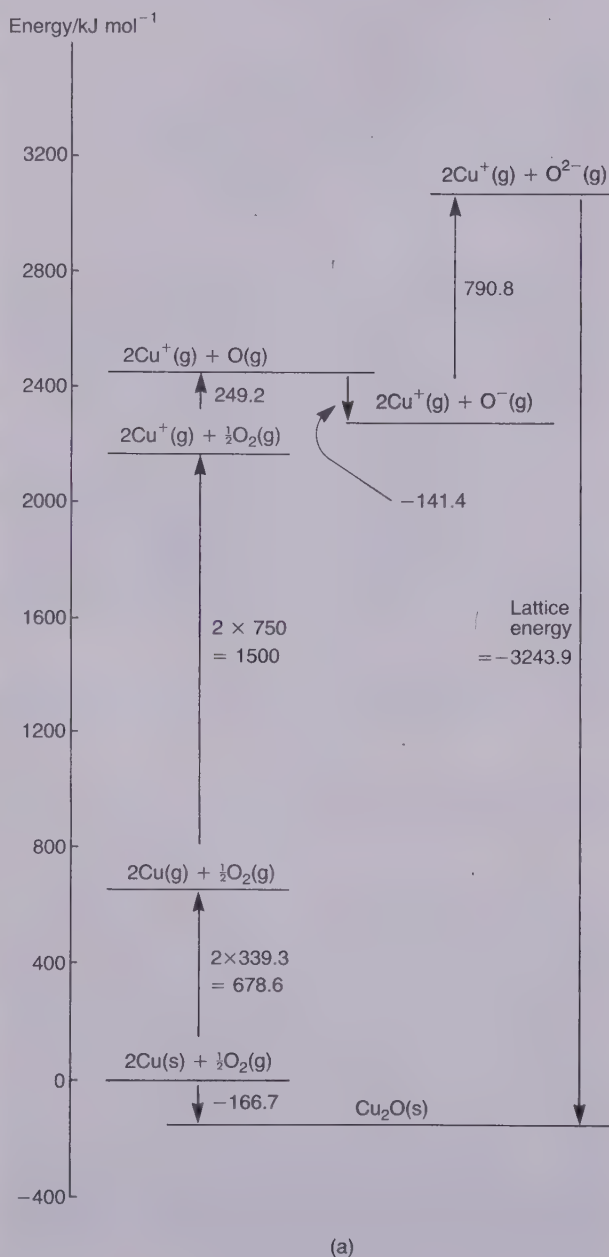 Energy/kJ mol⁻¹
3200
2Cu⁺(g) + O²⁻(g)
2800
790.8
2Cu⁺(g) + O(g)
2400
249.2
2Cu⁺(g) + O⁻(g)
2Cu⁺(g) + ½O₂(g)
2000
−141.4
1600
2 × 750
= 1500
Lattice
energy
=−3243.9
1200
800
2Cu(g) + ½O₂(g)
400
2×339.3
= 678.6
2Cu(s) + ½O₂(g)
0
−166.7
Cu₂O(s)
−400
(a)